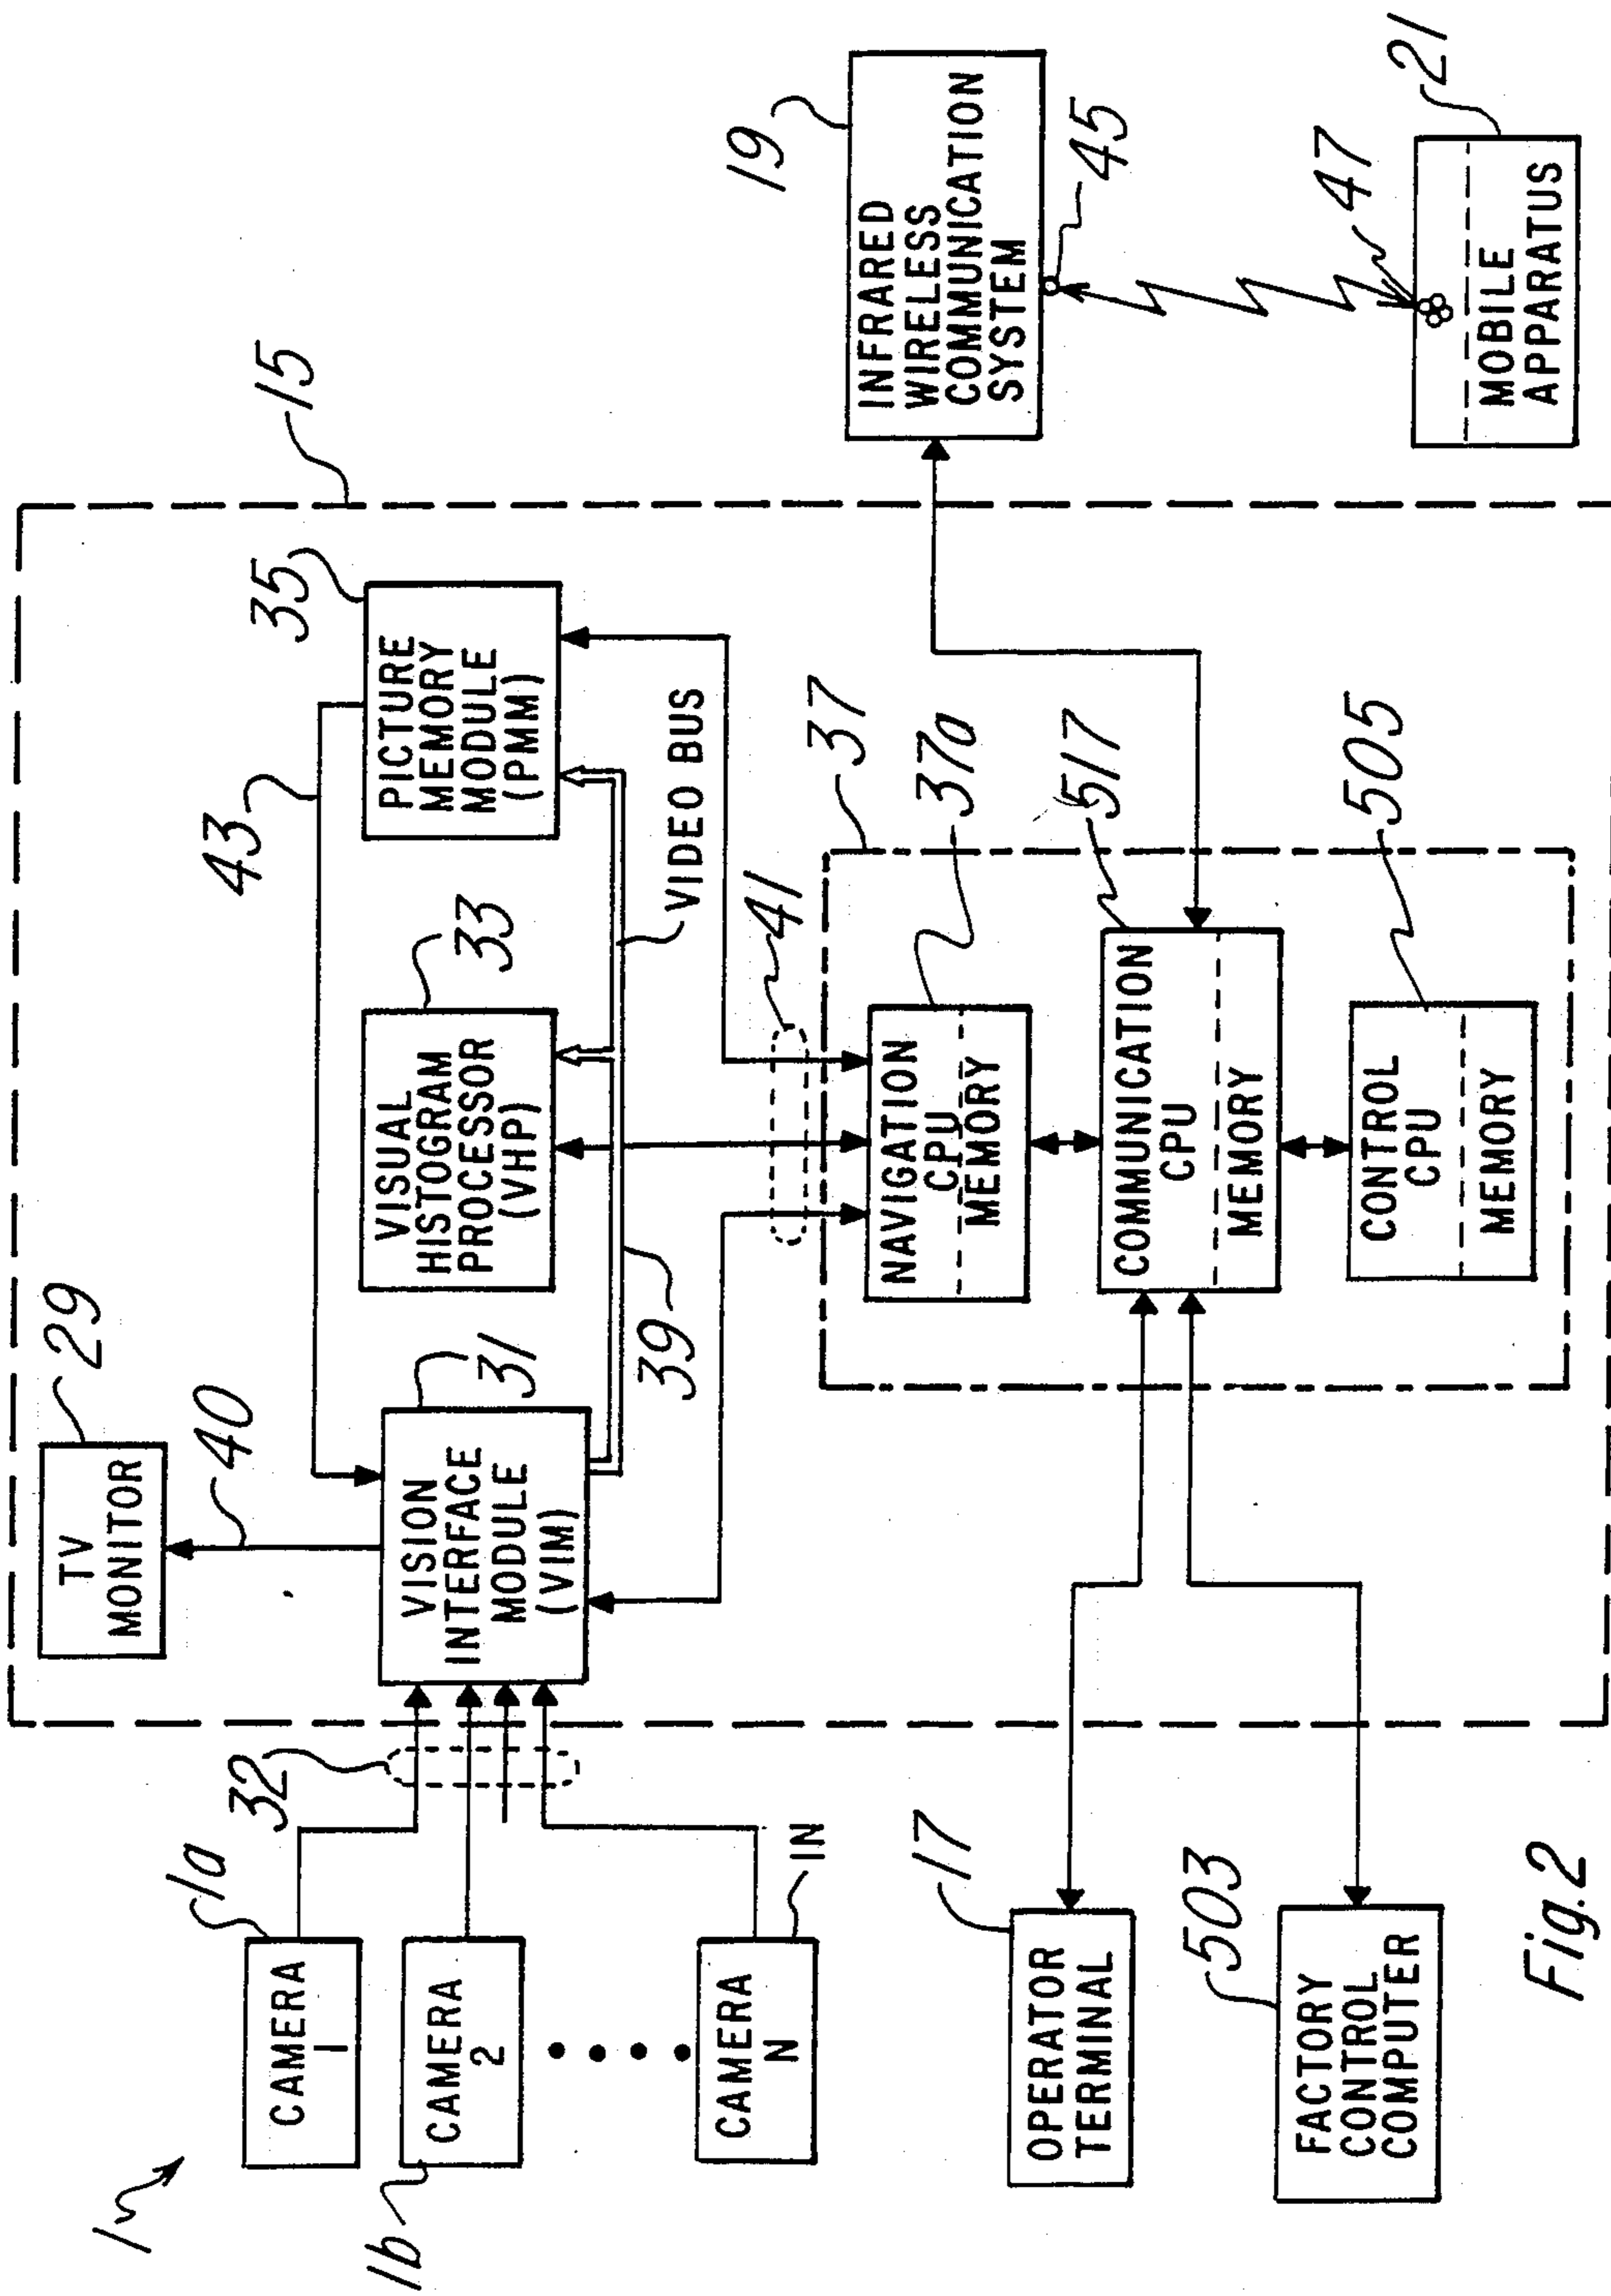 1
CAMERA
1
1a
CAMERA
2
1b
CAMERA
N
IN
32
TV
MONITOR
29
40
43
15
VISION
INTERFACE
MODULE
(VIM)
31
VISUAL
HISTOGRAM
PROCESSOR
(VHP)
33
PICTURE
MEMORY
MODULE
(PMM)
35
39
VIDEO BUS
41
37
NAVIGATION
CPU
MEMORY
37a
COMMUNICATION
CPU
MEMORY
517
CONTROL
CPU
MEMORY
505
OPERATOR
TERMINAL
17
FACTORY
CONTROL
COMPUTER
503
INFRARED
WIRELESS
COMMUNICATION
SYSTEM
19
45
47
MOBILE
APPARATUS
21
Fig.2